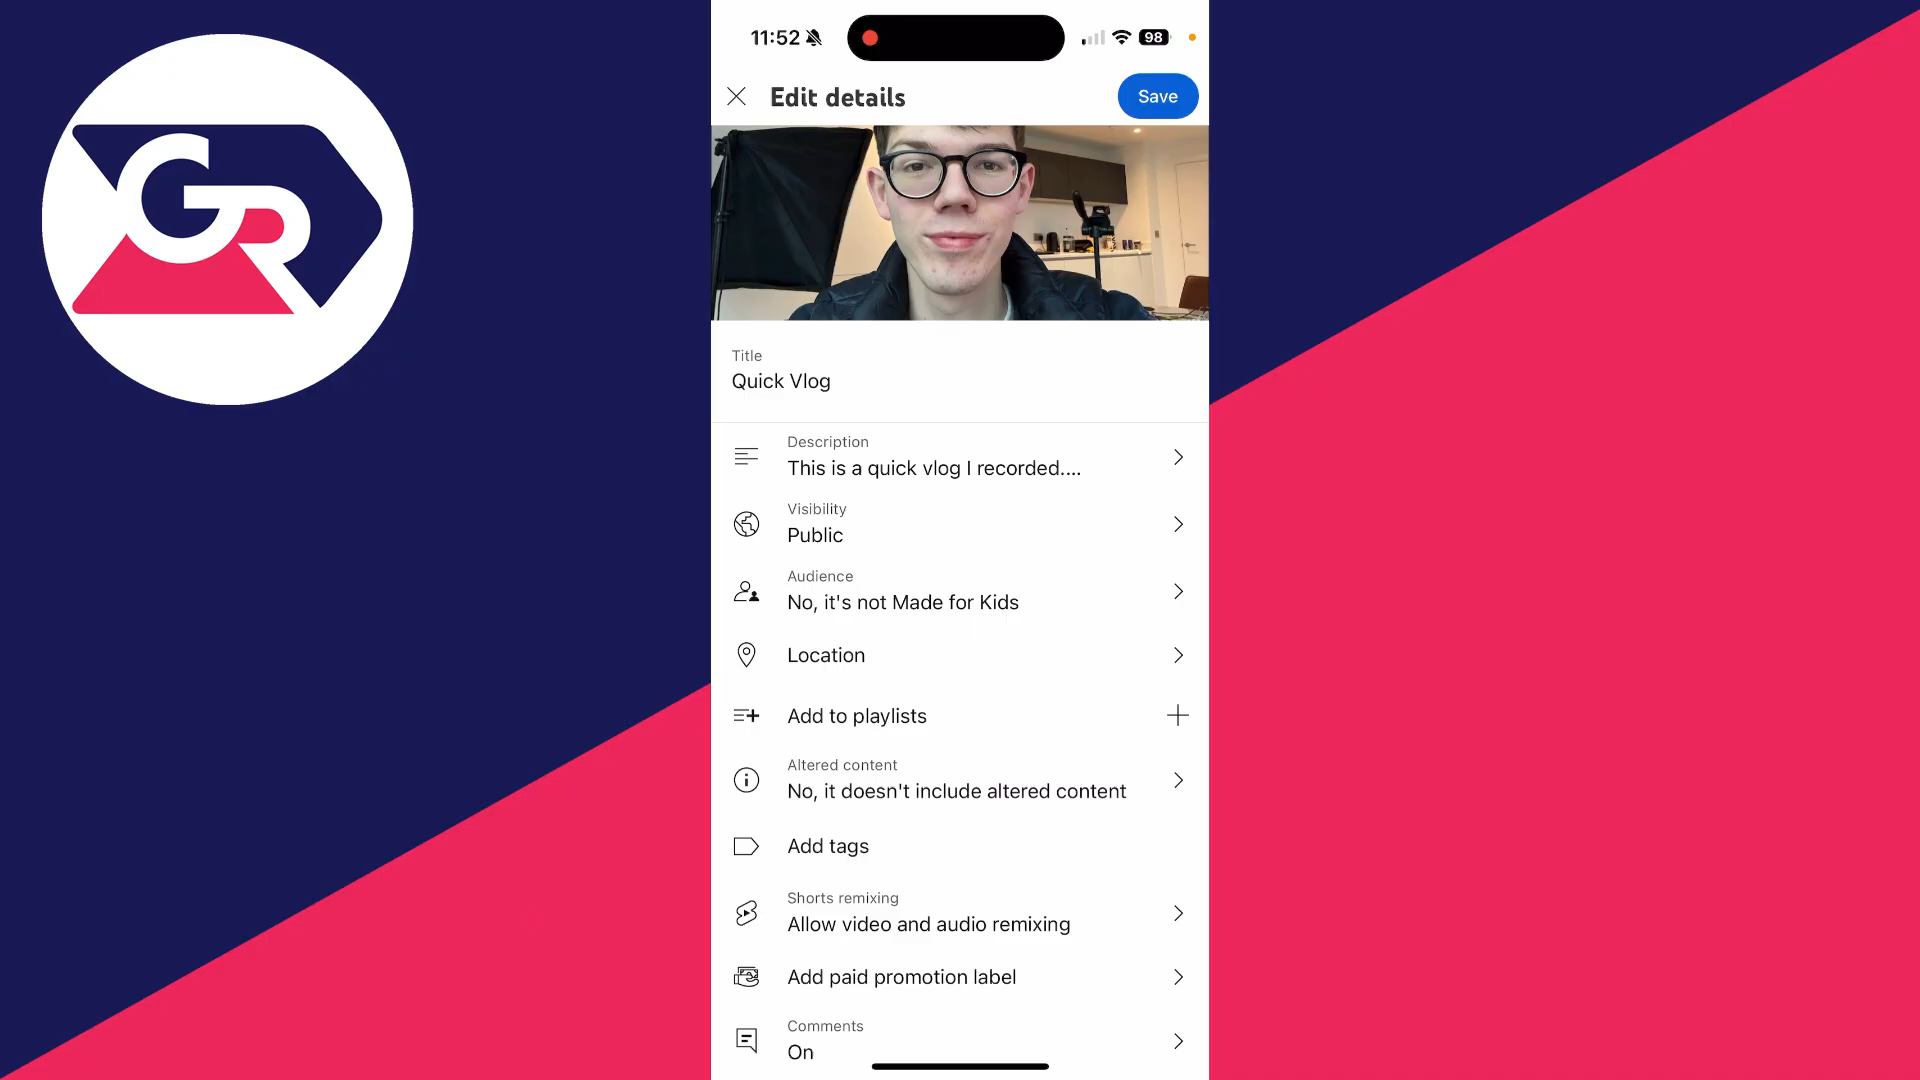 GR
11:52
98
Edit details
Save
Title
Quick Vlog
Description
This is a quick vlog I recorded....
Visibility
Public
Audience
No, it's not Made for Kids
Location
Add to playlists
Altered content
No, it doesn't include altered content
Add tags
Shorts remixing
Allow video and audio remixing
Add paid promotion label
Comments
On